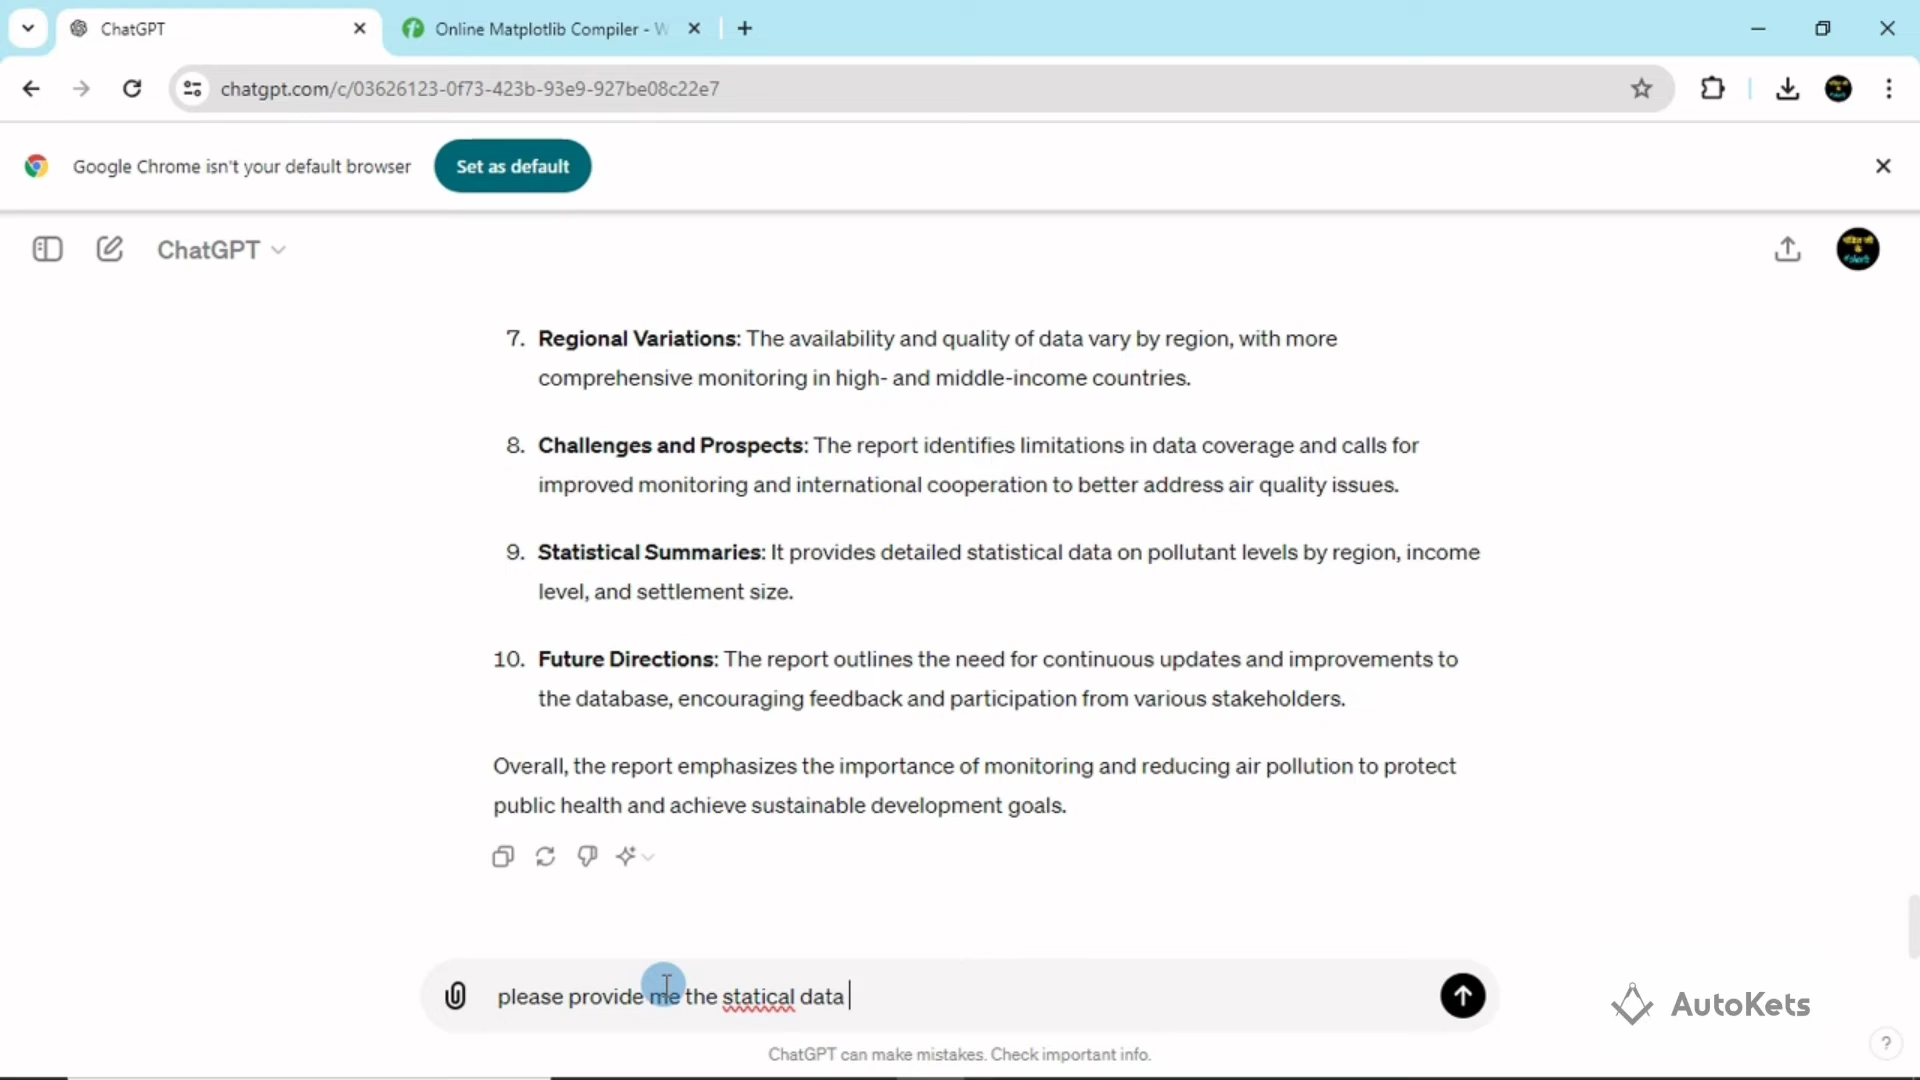 ChatGPT
Online Matplotlib Compiler - W
chatgpt.com/c/03626123-0f73-423b-93e9-927be08c22e7
Google Chrome isn't your default browser
Set as default
ChatGPT
7. Regional Variations: The availability and quality of data vary by region, with more
comprehensive monitoring in high- and middle-income countries.
8. Challenges and Prospects: The report identifies limitations in data coverage and calls for
improved monitoring and international cooperation to better address air quality issues.
9. Statistical Summaries: It provides detailed statistical data on pollutant levels by region, income
level, and settlement size.
10. Future Directions: The report outlines the need for continuous updates and improvements to
the database, encouraging feedback and participation from various stakeholders.
Overall, the report emphasizes the importance of monitoring and reducing air pollution to protect
public health and achieve sustainable development goals.
please provide me the statical data
AutoKets
ChatGPT can make mistakes. Check important info.
?